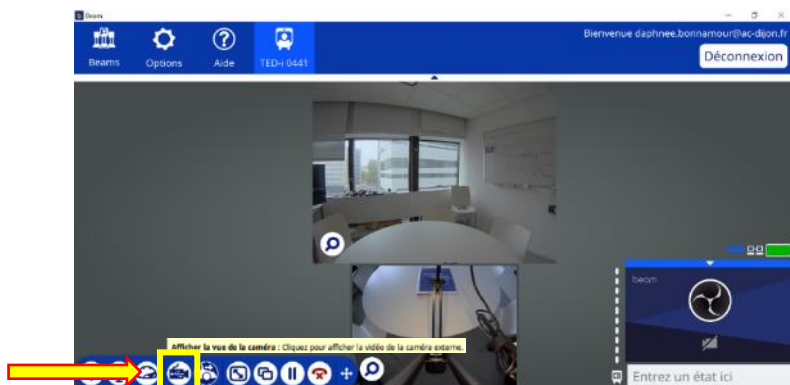 Beam
Bienvenue daphnee.bonnamour@ac-dijon.fr
Beams
Options
Aide
TED-i 0441
Déconnexion
beam
Afficher la vue de la caméra : Cliquez pour afficher la vidéo de la caméra externe.
Entrez un état ici